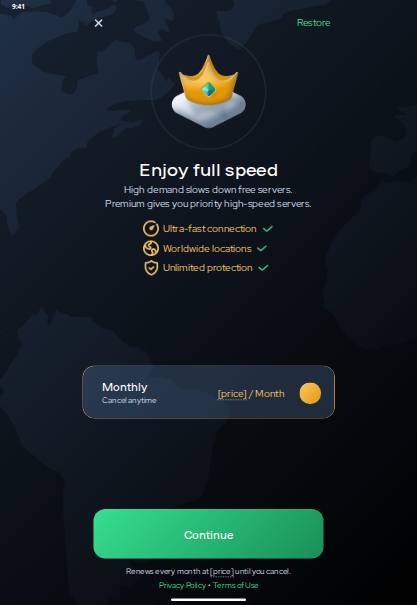 9:41
Restore
Enjoy full speed
High demand slows down free servers.
Premium gives you priority high-speed servers.
Ultra-fast connection
Worldwide locations
Unlimited protection
Monthly
Cancel anytime
[price] / Month
Continue
Renews every month at [price] until you cancel.
Privacy Policy • Terms of Use